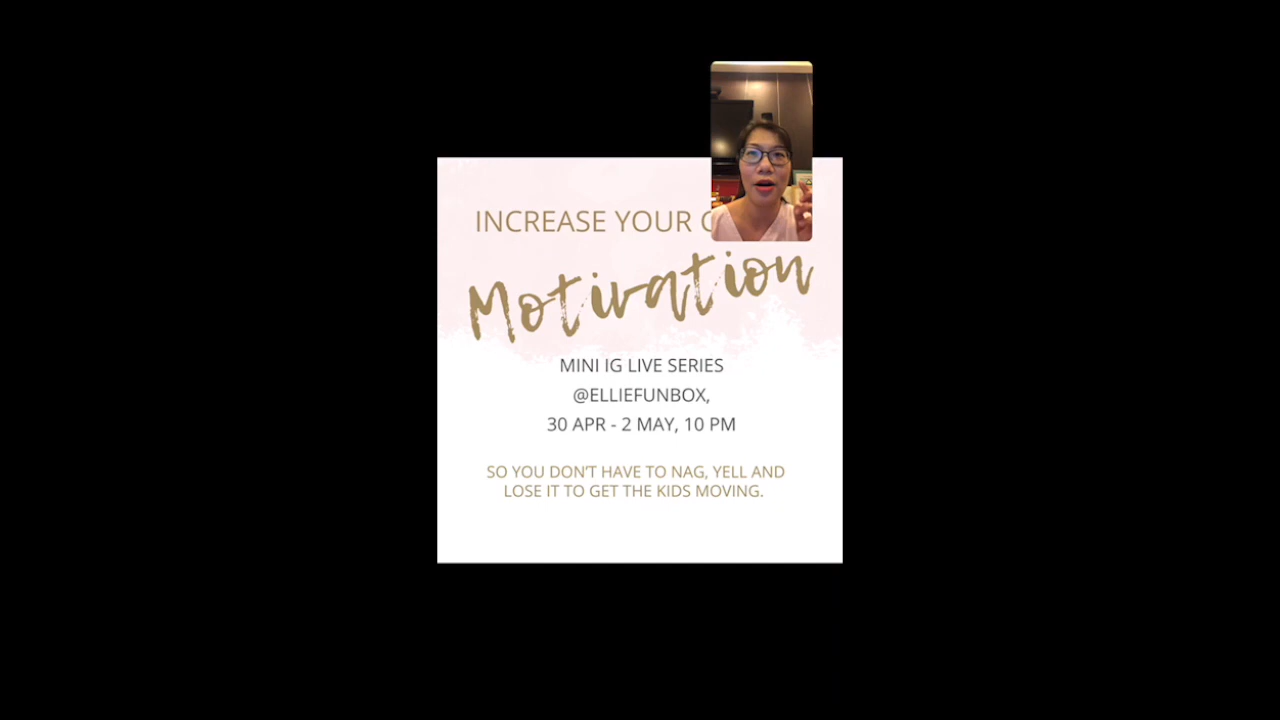 INCREASE YOUR
Motivation
MINI IG LIVE SERIES
@ELLIEFUNBOX,
30 APR - 2 MAY, 10 PM
SO YOU DON'T HAVE TO NAG, YELL AND
LOSE IT TO GET THE KIDS MOVING.